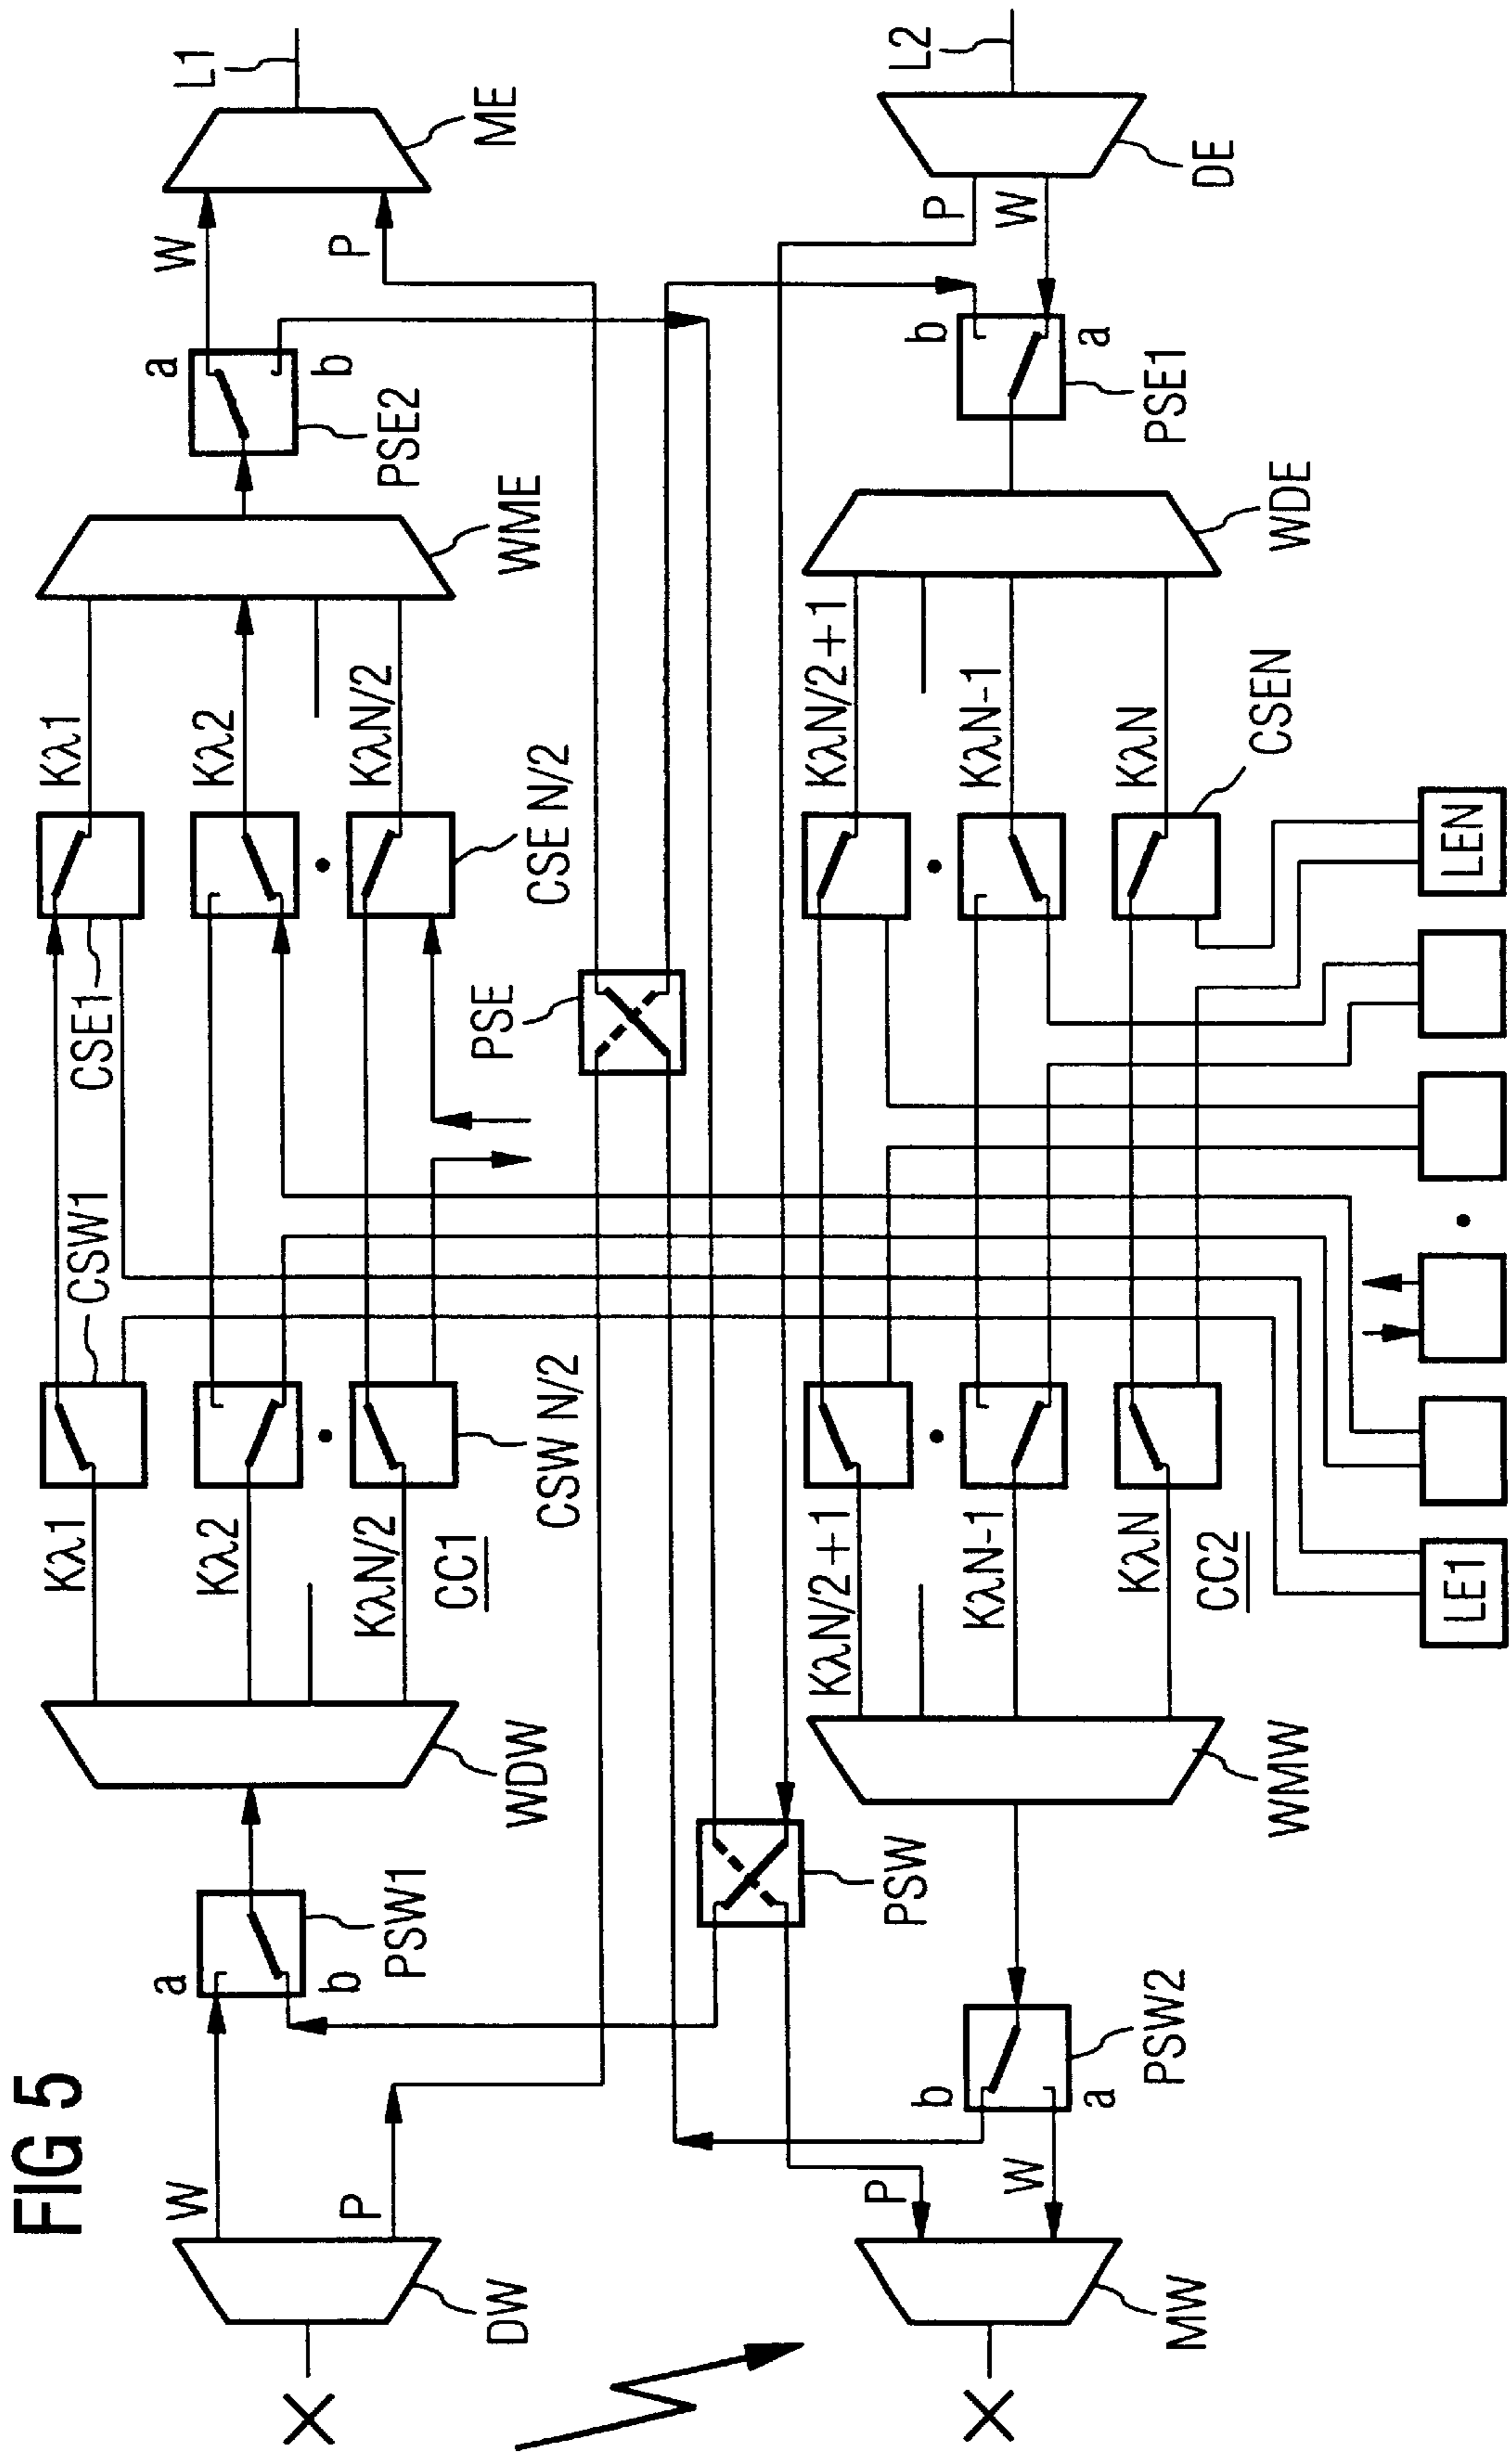 FIG 5
L1
ME
W
P
a
b
PSE2
WME
Kλ1
Kλ2
KλN/2
CSE1
CSE N/2
CSW1
CSW N/2
Kλ1
Kλ2
KλN/2
CC1
WDW
PSW1
a
b
W
P
DW
PSE
PSW
L2
DE
P
W
b
a
PSE1
WDE
KλN/2+1
KλN-1
KλN
CSEN
KλN/2+1
KλN-1
KλN
CC2
WMW
PSW2
b
a
P
W
MW
LEN
LE1